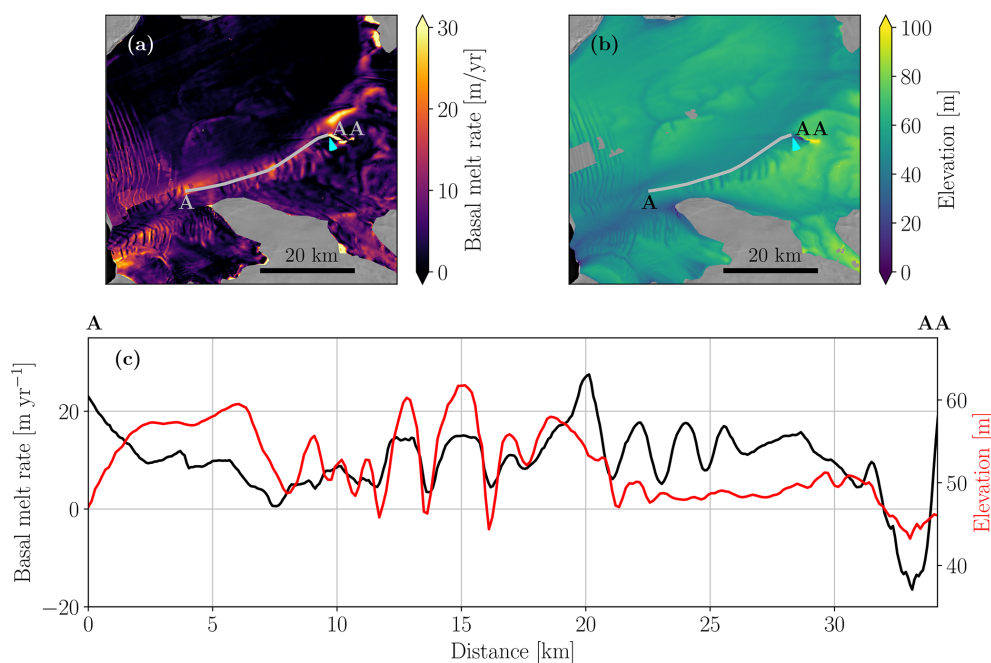 (a)
A
AA
20 km
30
20
10
0
Basal melt rate [m/yr]
(b)
A
AA
20 km
100
80
60
40
20
0
Elevation [m]
A
AA
(c)
20
0
−20
Basal melt rate [m yr⁻¹]
60
50
40
Elevation [m]
0
5
10
15
20
25
30
Distance [km]